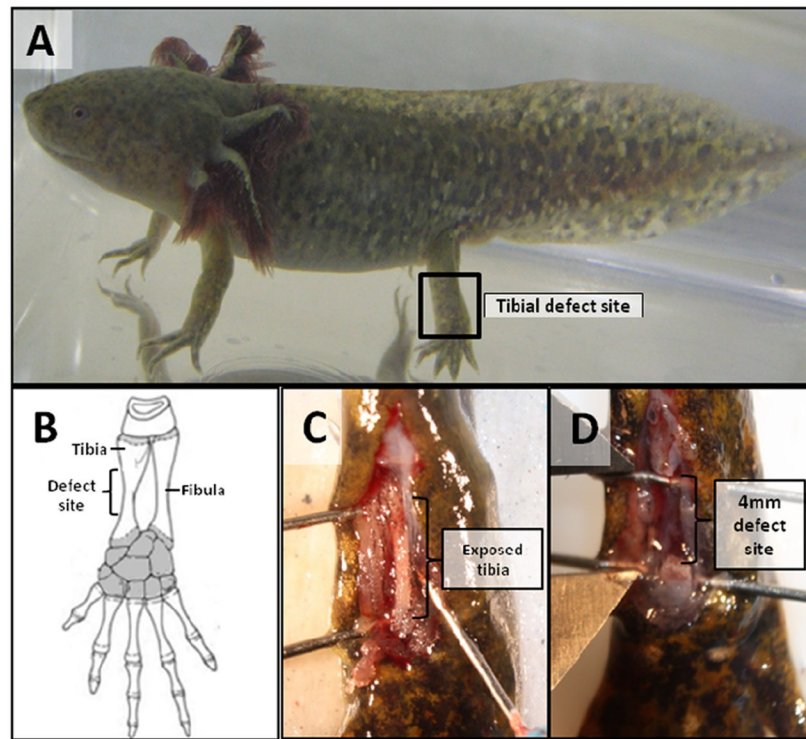 A
Tibial defect site
B
Tibia
Defect
site
Fibula
C
Exposed
tibia
D
4mm
defect
site